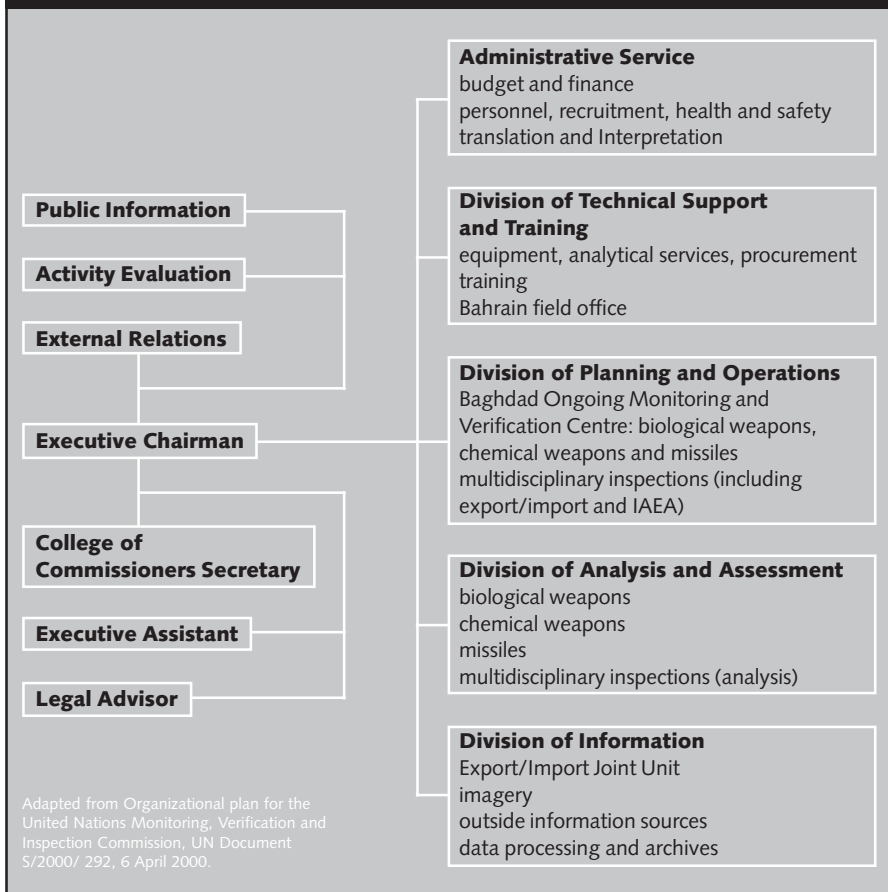 Public Information
Activity Evaluation
External Relations
Executive Chairman
College of
Commissioners Secretary
Executive Assistant
Legal Advisor
Administrative Service
budget and finance
personnel, recruitment, health and safety
translation and Interpretation
Division of Technical Support
and Training
equipment, analytical services, procurement
training
Bahrain field office
Division of Planning and Operations
Baghdad Ongoing Monitoring and
Verification Centre: biological weapons,
chemical weapons and missiles
multidisciplinary inspections (including
export/import and IAEA)
Division of Analysis and Assessment
biological weapons
chemical weapons
missiles
multidisciplinary inspections (analysis)
Division of Information
Export/Import Joint Unit
imagery
outside information sources
data processing and archives
Adapted from Organizational plan for the
United Nations Monitoring, Verification and
Inspection Commission, UN Document
S/2000/ 292, 6 April 2000.